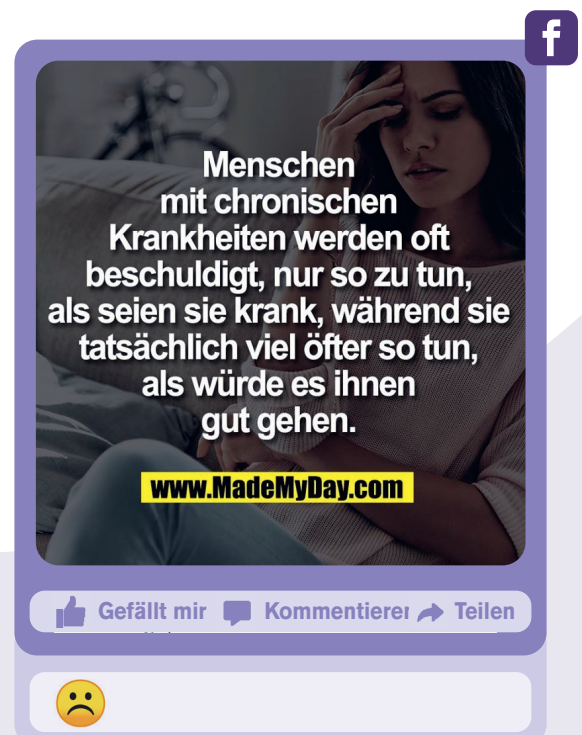 f
Menschen
mit chronischen
Krankheiten werden oft
beschuldigt, nur so zu tun,
als seien sie krank, während sie
tatsächlich viel öfter so tun,
als würde es ihnen
gut gehen.
www.MadeMyDay.com
Gefällt mir Kommentieren Teilen